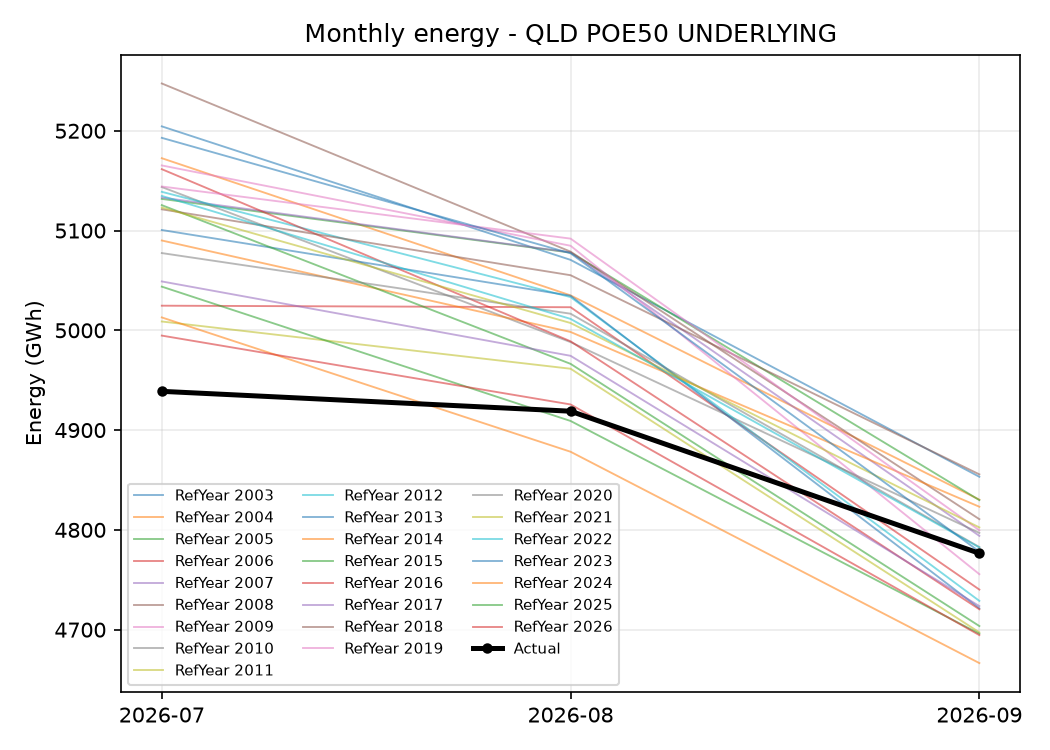 Monthly energy - QLD POE50 UNDERLYING
Energy (GWh)
5200
5100
5000
4900
4800
4700
RefYear 2003
RefYear 2004
RefYear 2005
RefYear 2006
RefYear 2007
RefYear 2008
RefYear 2009
RefYear 2010
RefYear 2011
RefYear 2012
RefYear 2013
RefYear 2014
RefYear 2015
RefYear 2016
RefYear 2017
RefYear 2018
RefYear 2019
RefYear 2020
RefYear 2021
RefYear 2022
RefYear 2023
RefYear 2024
RefYear 2025
RefYear 2026
Actual
2026-07
2026-08
2026-09